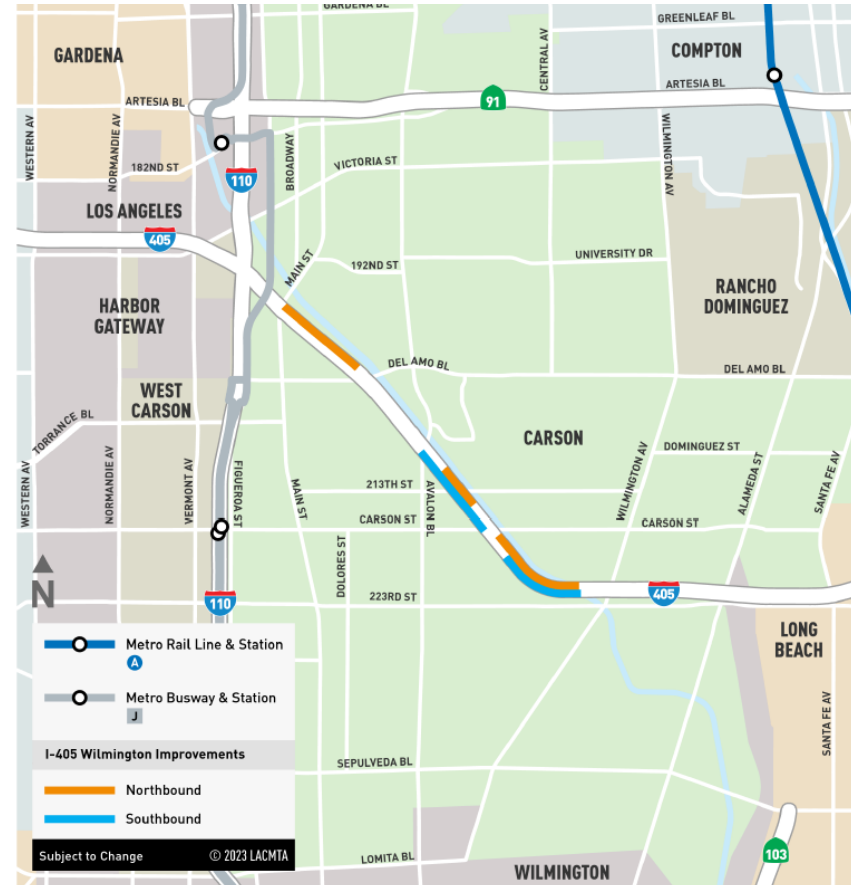 GARDENA BL
GREENLEAF BL
GARDENA
COMPTON
CENTRAL AV
ARTESIA BL
ARTESIA BL
91
WESTERN AV
NORMANDIE AV
BROADWAY
WILMINGTON AV
182ND ST
VICTORIA ST
110
LOS ANGELES
405
MAIN ST
192ND ST
UNIVERSITY DR
HARBOR
GATEWAY
RANCHO
DOMINGUEZ
DEL AMO BL
DEL AMO BL
WEST
CARSON
TORRANCE BL
CARSON
WILMINGTON AV
DOMINGUEZ ST
WESTERN AV
NORMANDIE AV
VERMONT AV
FIGUEROA ST
MAIN ST
213TH ST
AVALON BL
ALAMEDA ST
SANTA FE AV
CARSON ST
CARSON ST
DOLORES ST
N
110
223RD ST
405
LONG
BEACH
Metro Rail Line & Station
A
Metro Busway & Station
J
SANTA FE AV
I-405 Wilmington Improvements
SEPULVEDA BL
Northbound
Southbound
Subject to Change
© 2023 LACMTA
LOMITA BL
103
WILMINGTON